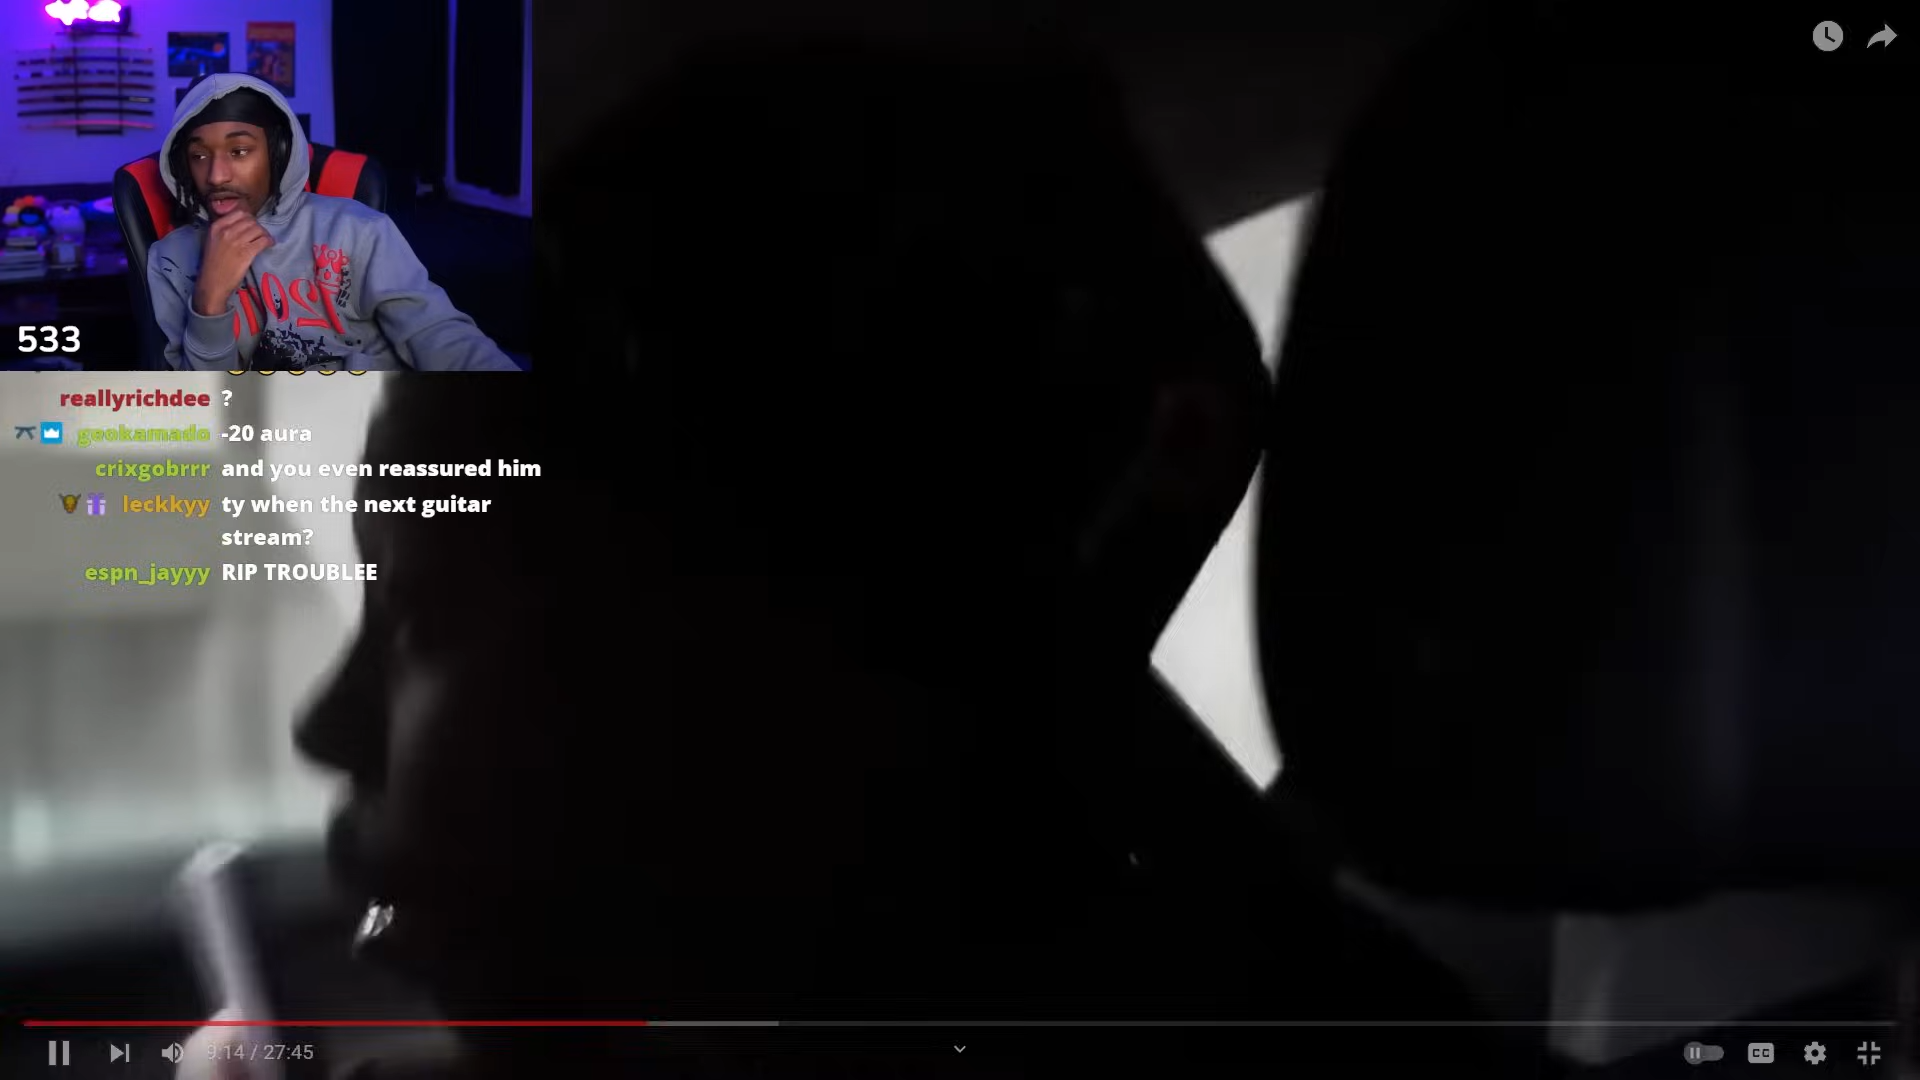 533
reallyrichdee ?
geokamado -20 aura
crixgobrrr and you even reassured him
leckkyy ty when the next guitar
stream?
espn_jayyy RIP TROUBLEE
9:14 / 27:45
CC